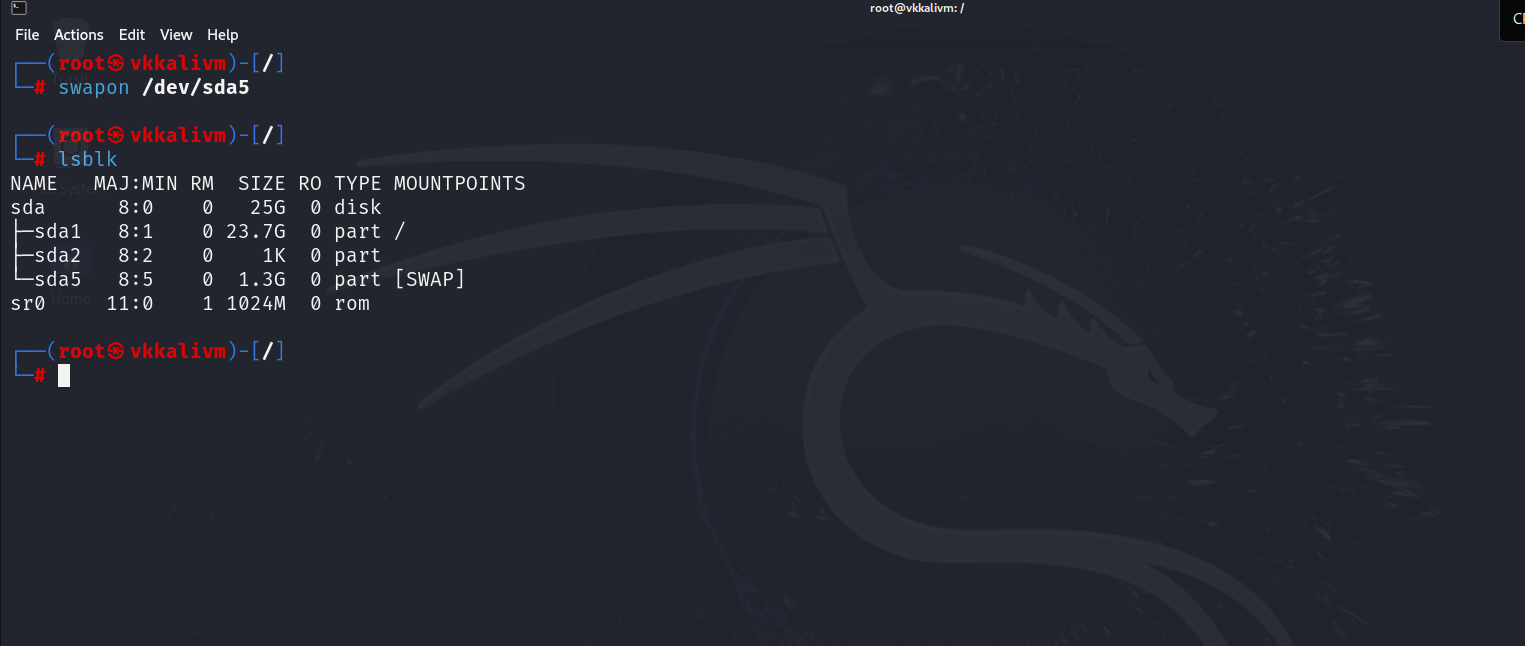 root@vkkalivm: /
File Actions Edit View Help
┌──(root㉿vkkalivm)-[/]
└─# swapon /dev/sda5
┌──(root㉿vkkalivm)-[/]
└─# lsblk
NAME   MAJ:MIN RM  SIZE RO TYPE MOUNTPOINTS
sda      8:0    0   25G  0 disk
├─sda1   8:1    0 23.7G  0 part /
├─sda2   8:2    0    1K  0 part
└─sda5   8:5    0  1.3G  0 part [SWAP]
sr0     11:0    1 1024M  0 rom
┌──(root㉿vkkalivm)-[/]
└─#
Home